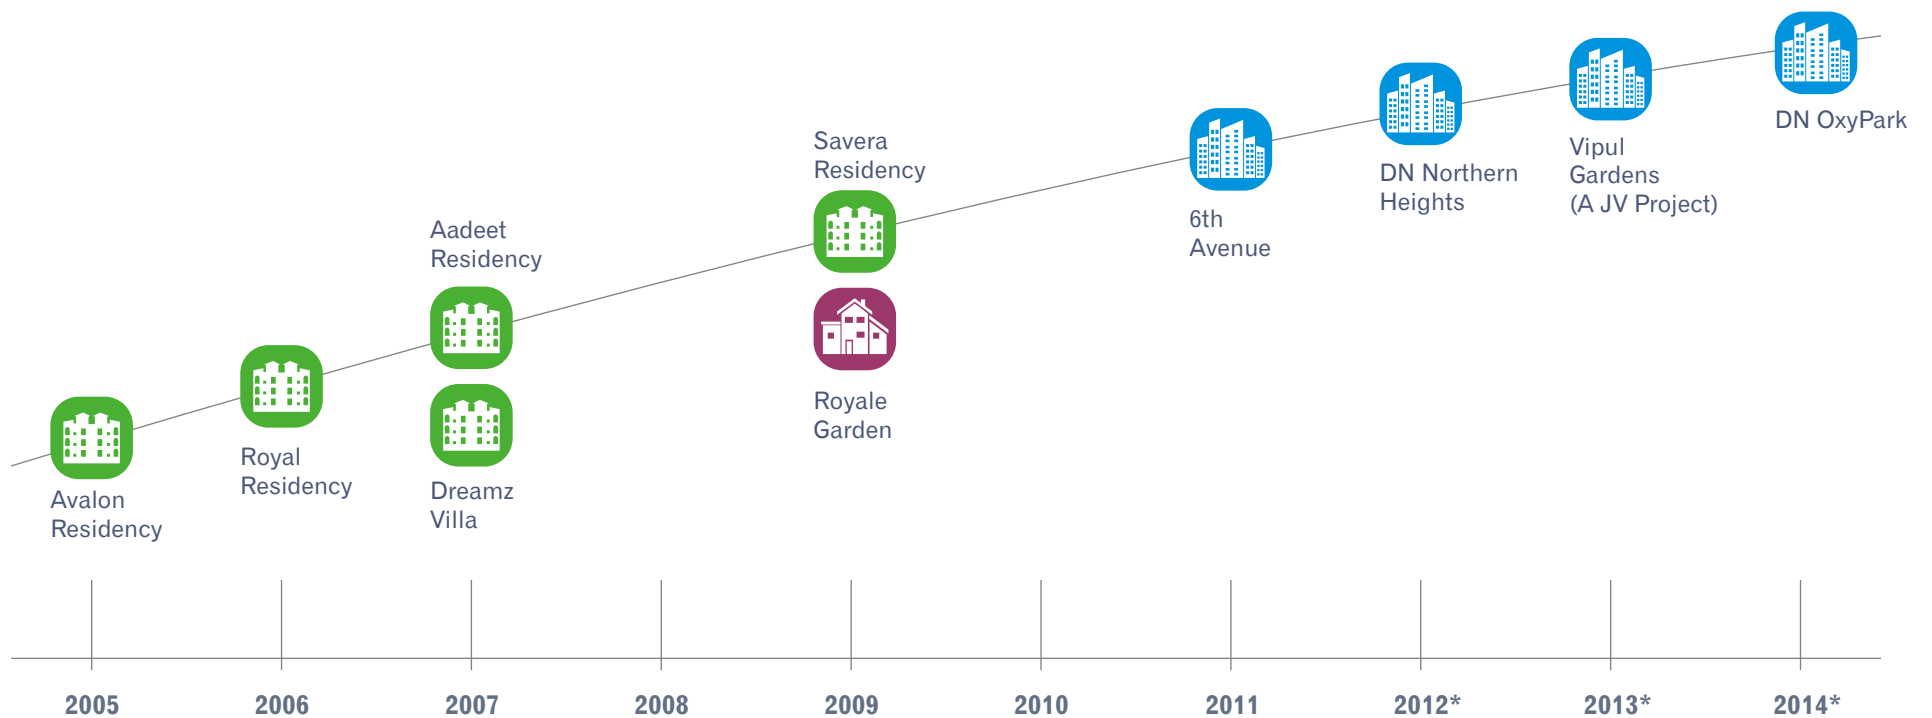 Avalon
Residency
Royal
Residency
Aadeet
Residency
Dreamz
Villa
Savera
Residency
Royale
Garden
6th
Avenue
DN Northern
Heights
Vipul
Gardens
(A JV Project)
DN OxyPark
2005
2006
2007
2008
2009
2010
2011
2012*
2013*
2014*